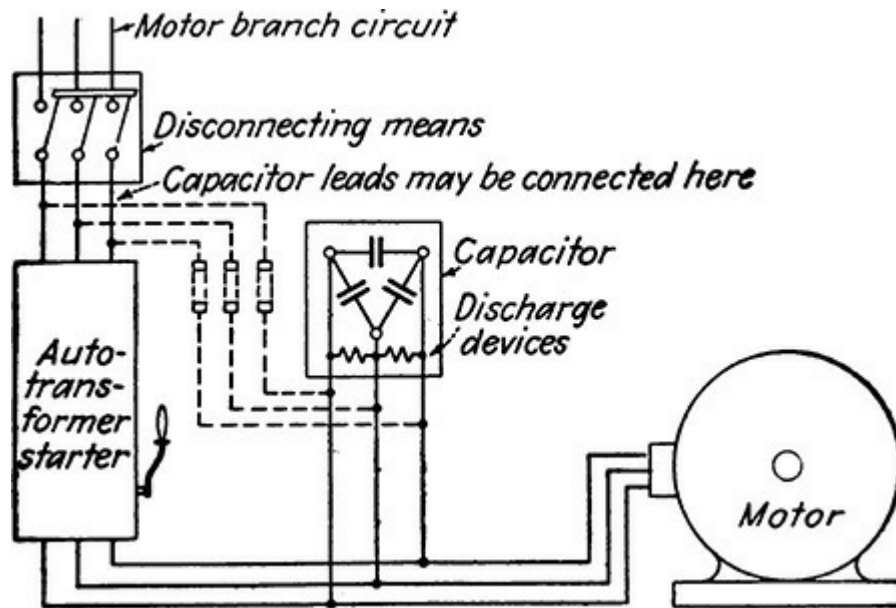 Motor branch circuit
Disconnecting means
Capacitor leads may be connected here
Capacitor
Discharge
devices
Auto-
trans-
former
starter
Motor